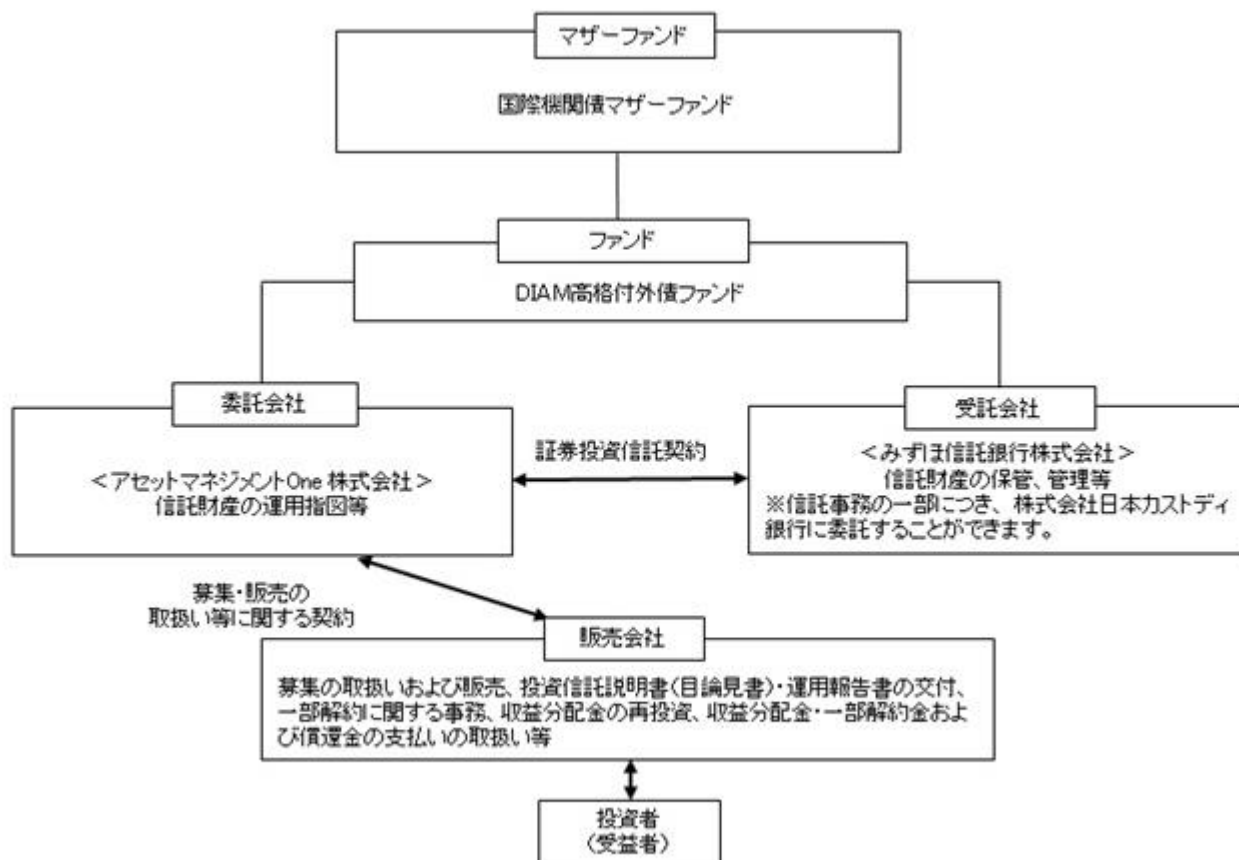 マザーファンド
国際機関債マザーファンド
ファンド
DIAM高格付外債ファンド
委託会社
<アセットマネジメントOne 株式会社>
信託財産の運用指図等
証券投資信託契約
受託会社
<みずほ信託銀行株式会社>
信託財産の保管、管理等
※信託事務の一部につき、株式会社日本カストディ
銀行に委託することができます。
募集・販売の
取扱い等に関する契約
販売会社
募集の取扱いおよび販売、投資信託説明書(目論見書)・運用報告書の交付、
一部解約に関する事務、収益分配金の再投資、収益分配金・一部解約金およ
び償還金の支払いの取扱い等
投資者
(受益者)